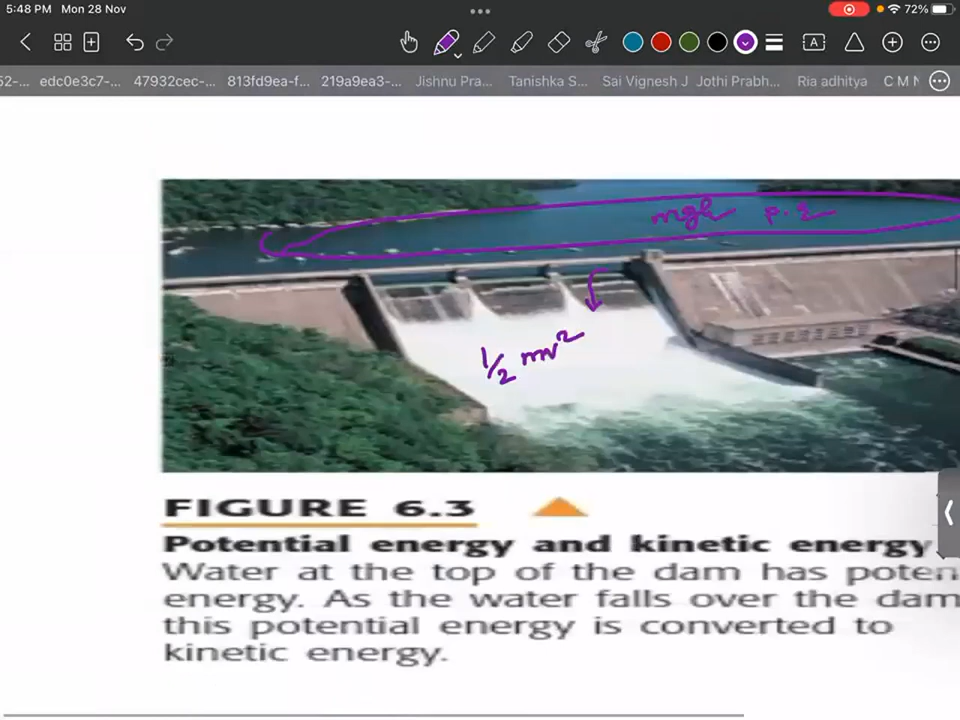 5:48 PM Mon 28 Nov
72%
A
52-... edc0e3c7-... 47932cec-... 813fd9ea-f... 219a9ea3-... Jishnu Pra... Tanishka S... Sai Vignesh J Jothi Prabh... Ria adhitya C M N
mgh P.E
1/2 mv²
FIGURE 6.3
Potential energy and kinetic energy
Water at the top of the dam has poten
energy. As the water falls over the dam
this potential energy is converted to
kinetic energy.